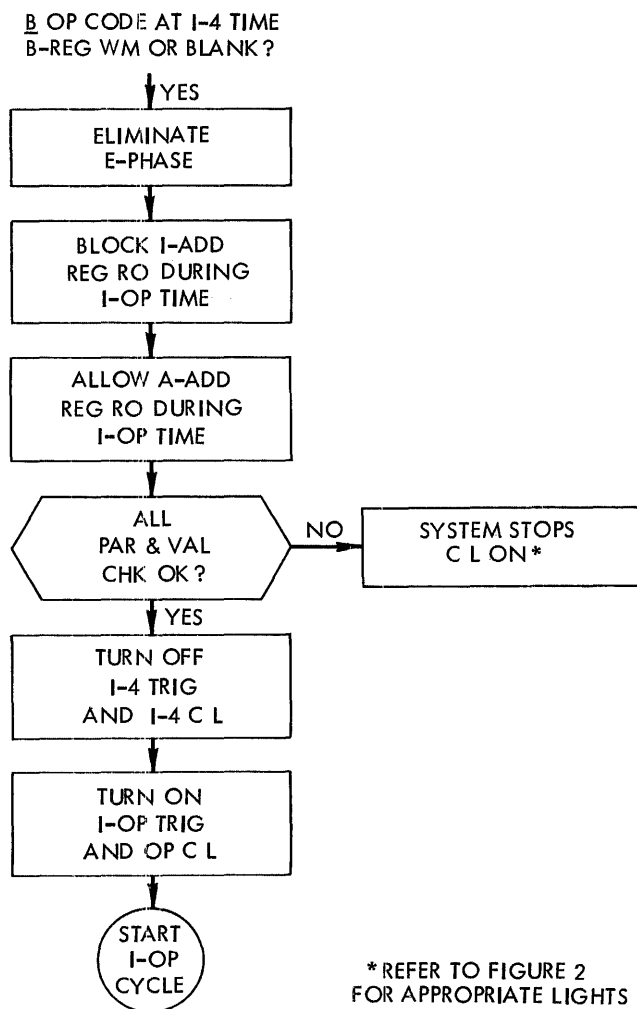 B OP CODE AT I-4 TIME
B-REG WM OR BLANK?
YES
ELIMINATE
E-PHASE
BLOCK I-ADD
REG RO DURING
I-OP TIME
ALLOW A-ADD
REG RO DURING
I-OP TIME
ALL
PAR & VAL
CHK OK?
NO
SYSTEM STOPS
C L ON*
YES
TURN OFF
I-4 TRIG
AND I-4 C L
TURN ON
I-OP TRIG
AND OP C L
START
I-OP
CYCLE
*REFER TO FIGURE 2
FOR APPROPRIATE LIGHTS